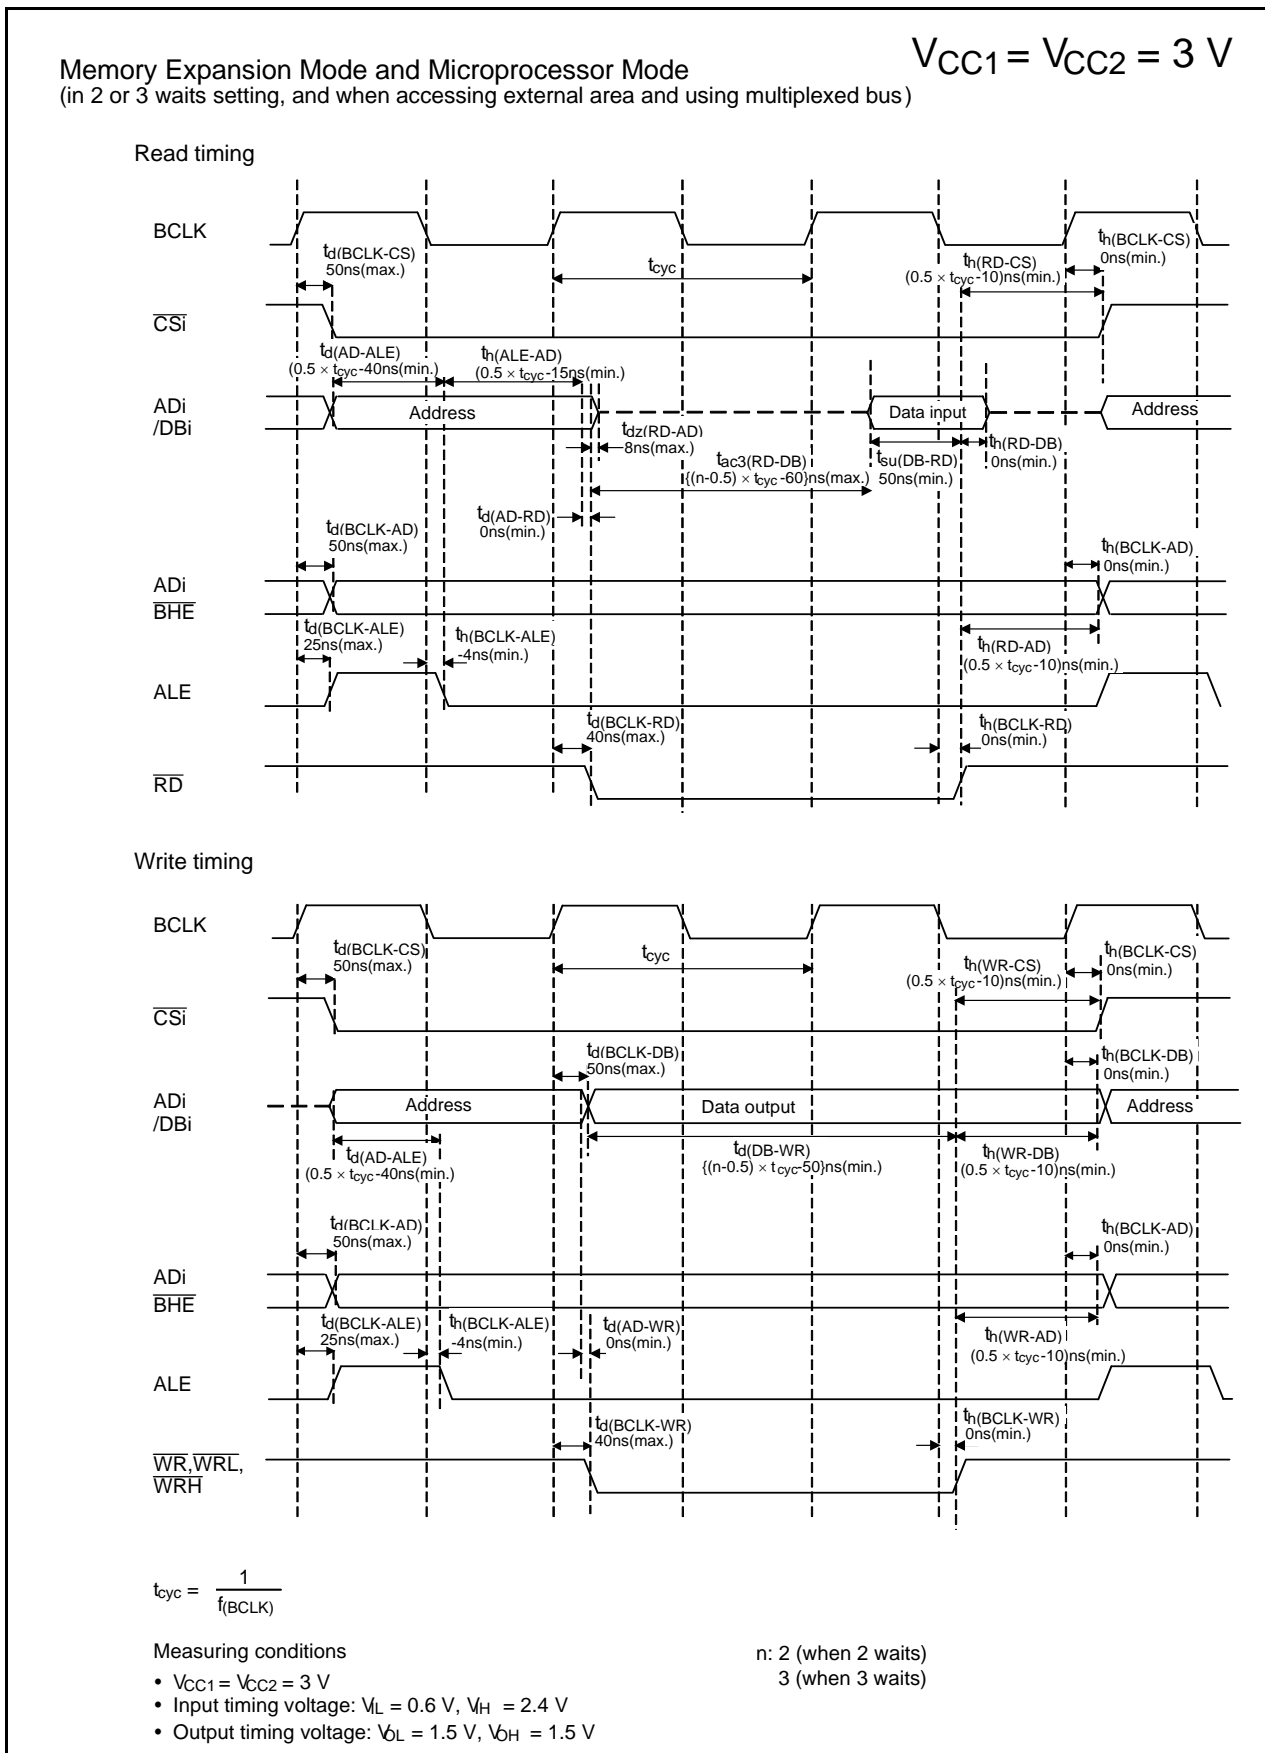 VCC1 = VCC2 = 3 V
Memory Expansion Mode and Microprocessor Mode
(in 2 or 3 waits setting, and when accessing external area and using multiplexed bus)
Read timing
BCLK
td(BCLK-CS)
50ns(max.)
tcyc
th(RD-CS)
(0.5 × tcyc-10)ns(min.)
th(BCLK-CS)
0ns(min.)
CSi
td(AD-ALE)
(0.5 × tcyc-40ns(min.)
th(ALE-AD)
(0.5 × tcyc-15ns(min.)
ADi
/DBi
Address
Data input
Address
tdz(RD-AD)
8ns(max.)
tac3(RD-DB)
{(n-0.5) × tcyc-60}ns(max.)
tsu(DB-RD)
50ns(min.)
th(RD-DB)
0ns(min.)
td(AD-RD)
0ns(min.)
td(BCLK-AD)
50ns(max.)
th(BCLK-AD)
0ns(min.)
ADi
BHE
td(BCLK-ALE)
25ns(max.)
th(BCLK-ALE)
-4ns(min.)
th(RD-AD)
(0.5 × tcyc-10)ns(min.)
ALE
td(BCLK-RD)
40ns(max.)
th(BCLK-RD)
0ns(min.)
RD
Write timing
BCLK
td(BCLK-CS)
50ns(max.)
tcyc
th(WR-CS)
(0.5 × tcyc-10)ns(min.)
th(BCLK-CS)
0ns(min.)
CSi
td(BCLK-DB)
50ns(max.)
th(BCLK-DB)
0ns(min.)
ADi
/DBi
Address
Data output
Address
td(AD-ALE)
(0.5 × tcyc-40ns(min.)
td(DB-WR)
{(n-0.5) × tcyc-50}ns(min.)
th(WR-DB)
(0.5 × tcyc-10)ns(min.)
td(BCLK-AD)
50ns(max.)
th(BCLK-AD)
0ns(min.)
ADi
BHE
td(BCLK-ALE)
25ns(max.)
th(BCLK-ALE)
-4ns(min.)
td(AD-WR)
0ns(min.)
th(WR-AD)
(0.5 × tcyc-10)ns(min.)
ALE
td(BCLK-WR)
40ns(max.)
th(BCLK-WR)
0ns(min.)
WR,WRL,
WRH
tcyc = 1
f(BCLK)
Measuring conditions
• VCC1 = VCC2 = 3 V
• Input timing voltage: VIL = 0.6 V, VIH = 2.4 V
• Output timing voltage: VOL = 1.5 V, VOH = 1.5 V
n: 2 (when 2 waits)
3 (when 3 waits)